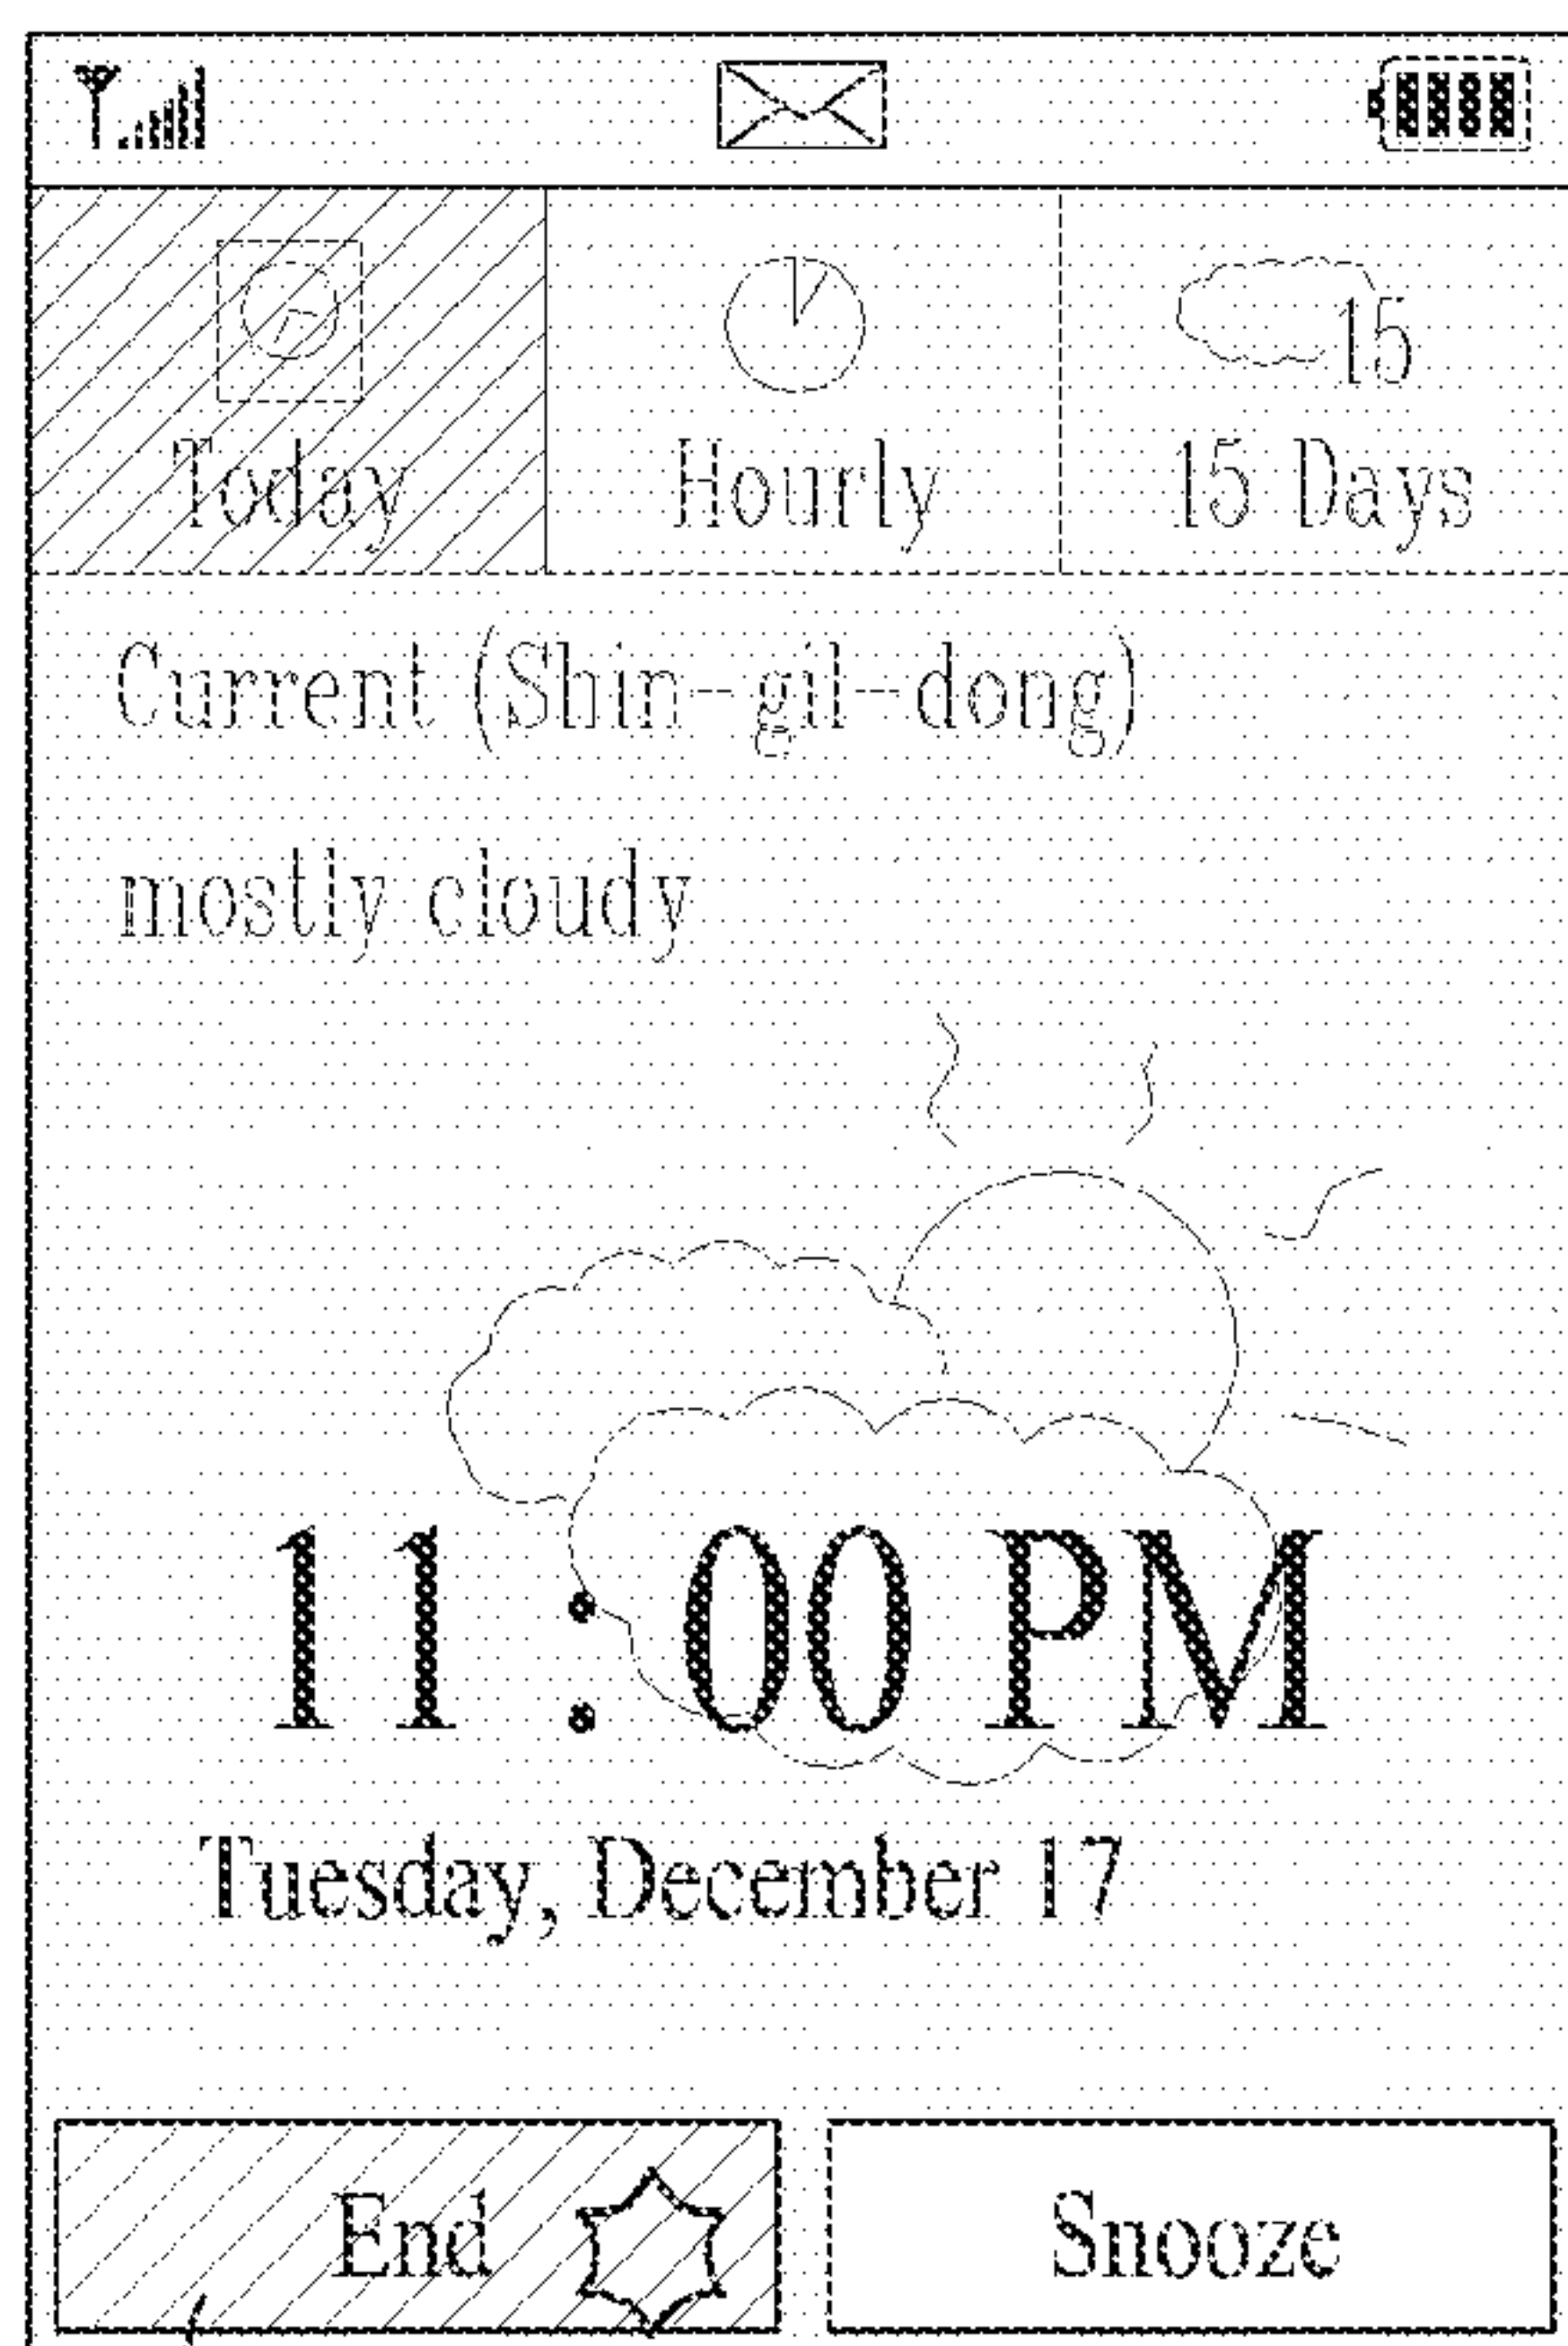 15
Today Hourly 15 Days
Current (Shin-gil-dong)
mostly cloudy
11:00 PM
Tuesday, December 17
End Snooze